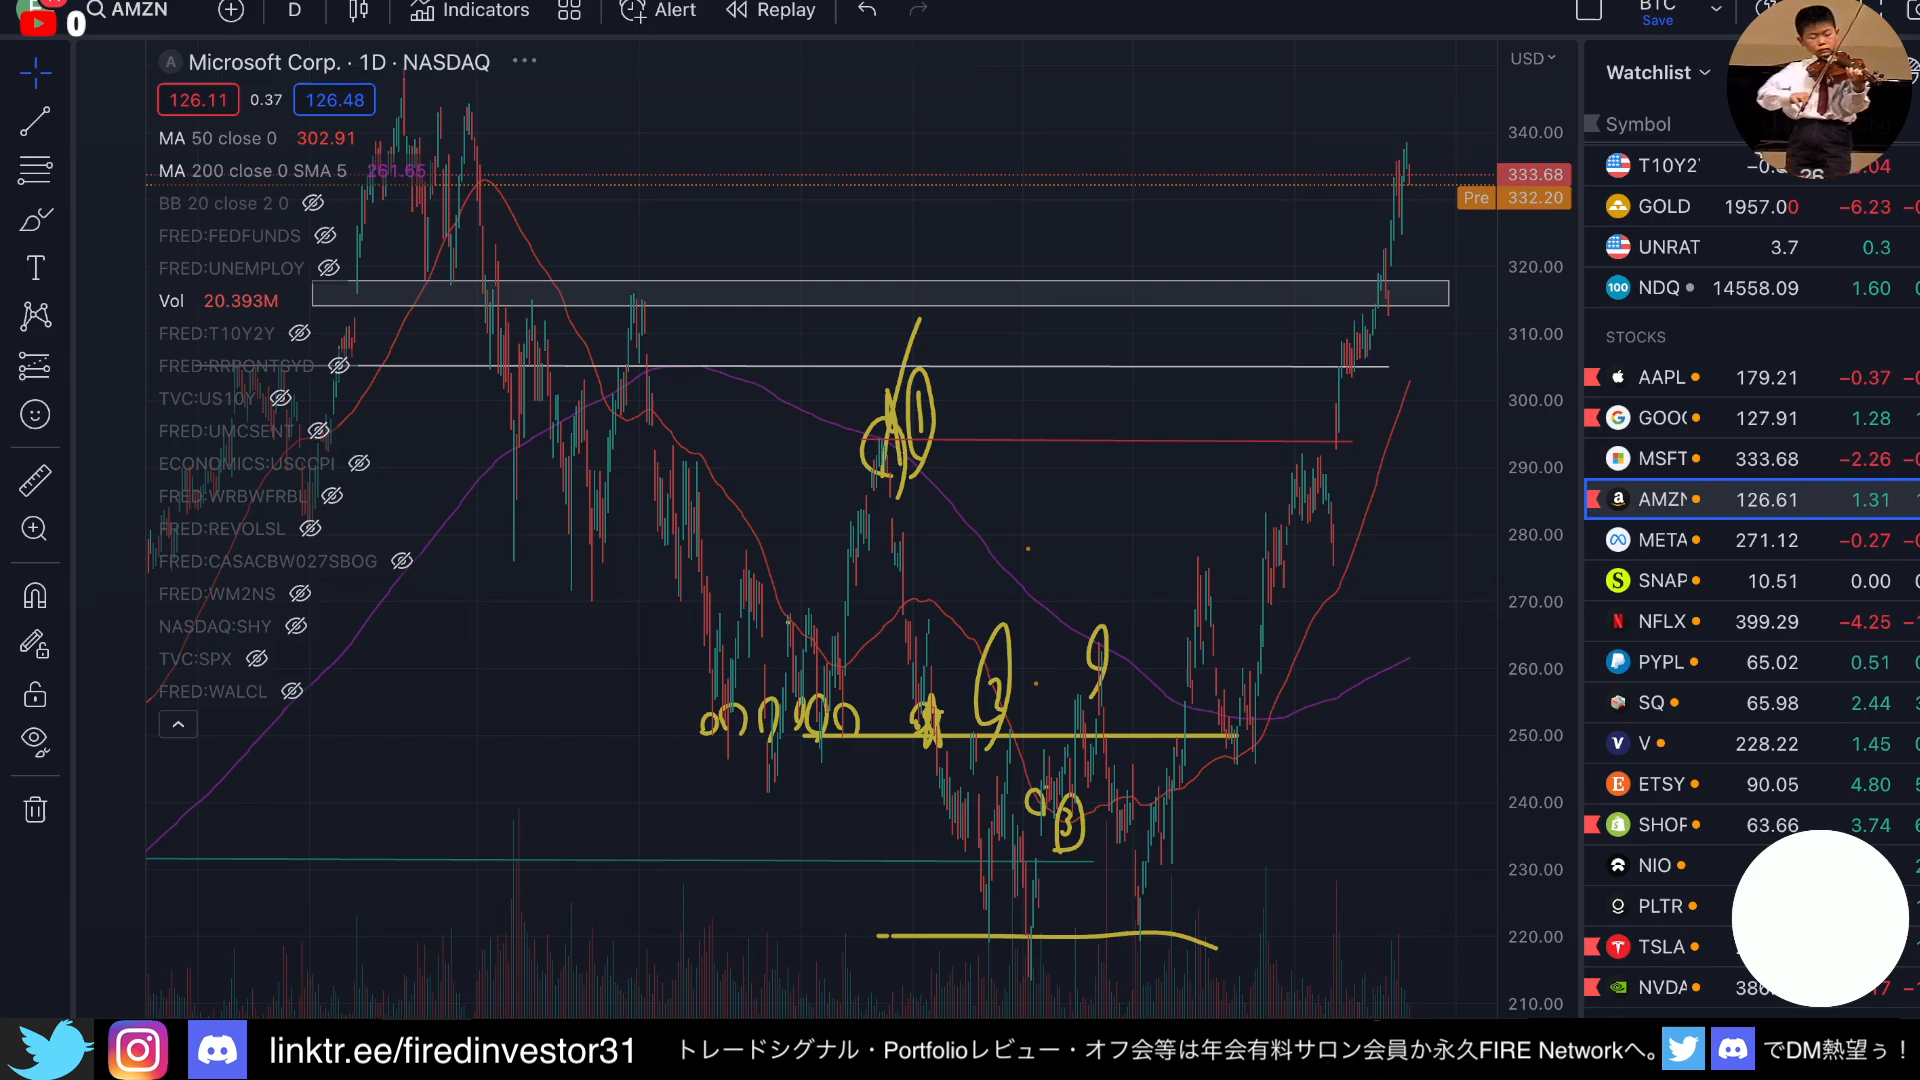 AMZN
D
Indicators
Alert
Replay
BTC
Save
0
Microsoft Corp. · 1D · NASDAQ
126.11
0.37
126.48
MA 50 close 0 302.91
MA 200 close 0 SMA 5 261.65
BB 20 close 2 0
FRED:FEDFUNDS
FRED:UNEMPLOY
Vol 20.393M
FRED:T10Y2Y
FRED:RRPONTSYD
TVC:US10Y
FRED:UMCSENT
ECONOMICS:USCCPI
FRED:WRBWFRBL
FRED:REVOLSL
FRED:CASACBW027SBOG
FRED:WM2NS
NASDAQ:SHY
TVC:SPX
FRED:WALCL
USD
340.00
333.68
Pre 332.20
320.00
310.00
300.00
290.00
280.00
270.00
260.00
250.00
240.00
230.00
220.00
210.00
1
2
3
Watchlist
Symbol
T10Y2
GOLD 1957.00 −6.23
UNRAT 3.7 0.3
NDQ 14558.09 1.60
STOCKS
AAPL 179.21 −0.37
GOOG 127.91 1.28
MSFT 333.68 −2.26
AMZN 126.61 1.31
META 271.12 −0.27
SNAP 10.51 0.00
NFLX 399.29 −4.25
PYPL 65.02 0.51
SQ 65.98 2.44
V 228.22 1.45
ETSY 90.05 4.80
SHOP 63.66 3.74
NIO
PLTR
TSLA
NVDA
linktr.ee/firedinvestor31
トレードシグナル・Portfolioレビュー・オフ会等は年会有料サロン会員か永久FIRE Networkへ。
でDM熱望ぅ！